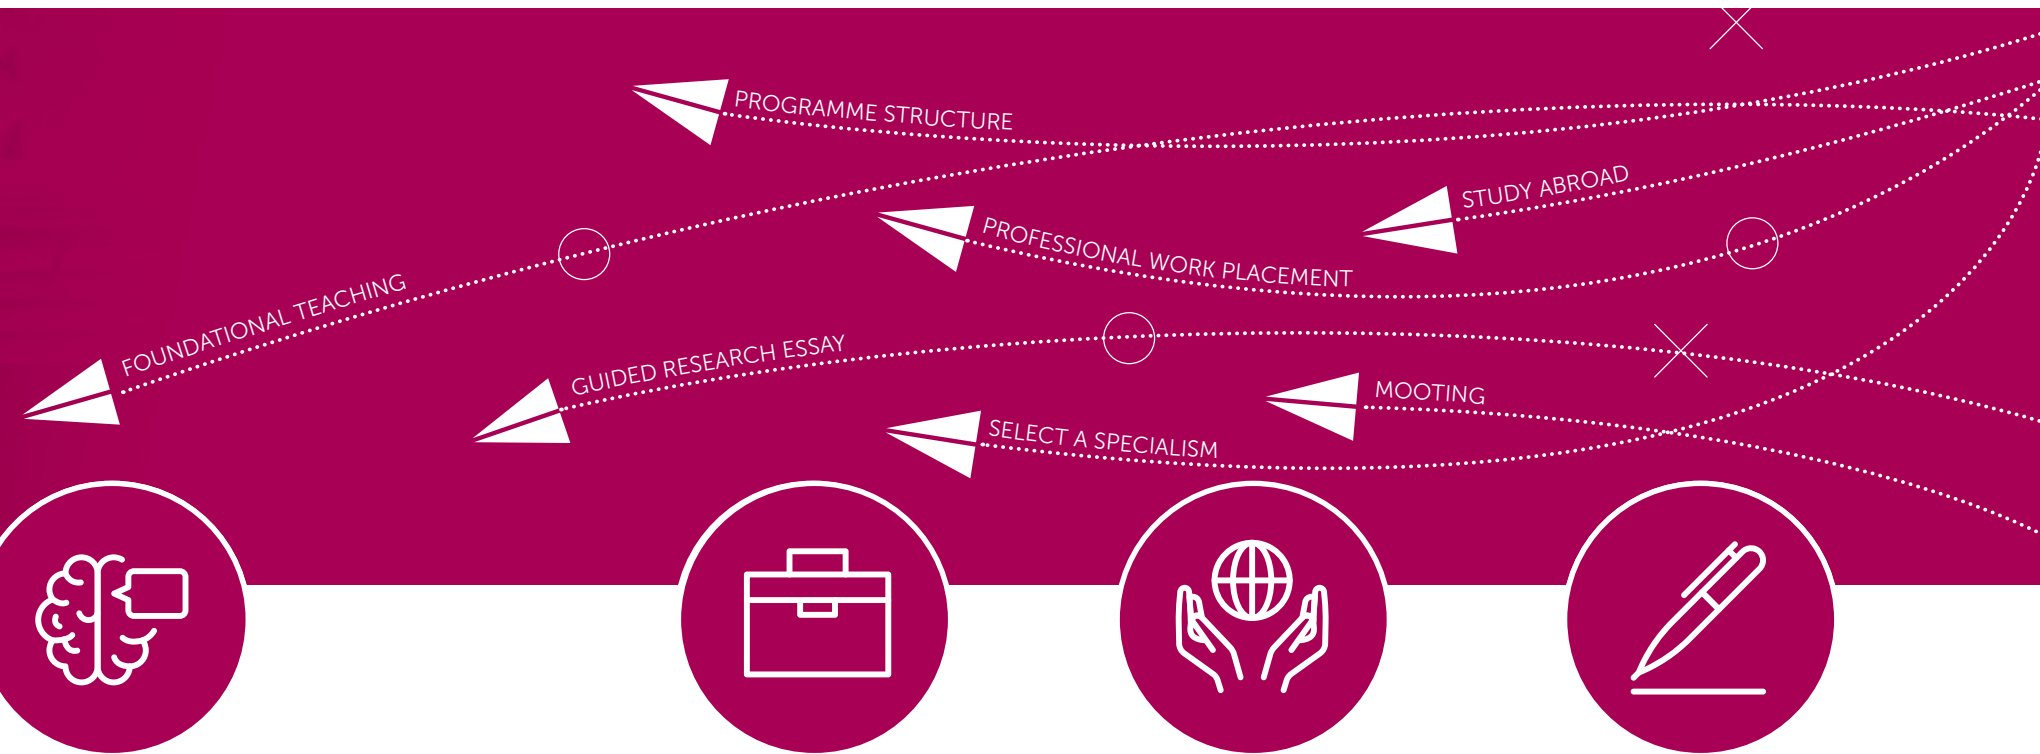 PROGRAMME STRUCTURE
STUDY ABROAD
PROFESSIONAL WORK PLACEMENT
FOUNDATIONAL TEACHING
GUIDED RESEARCH ESSAY
MOOTING
SELECT A SPECIALISM